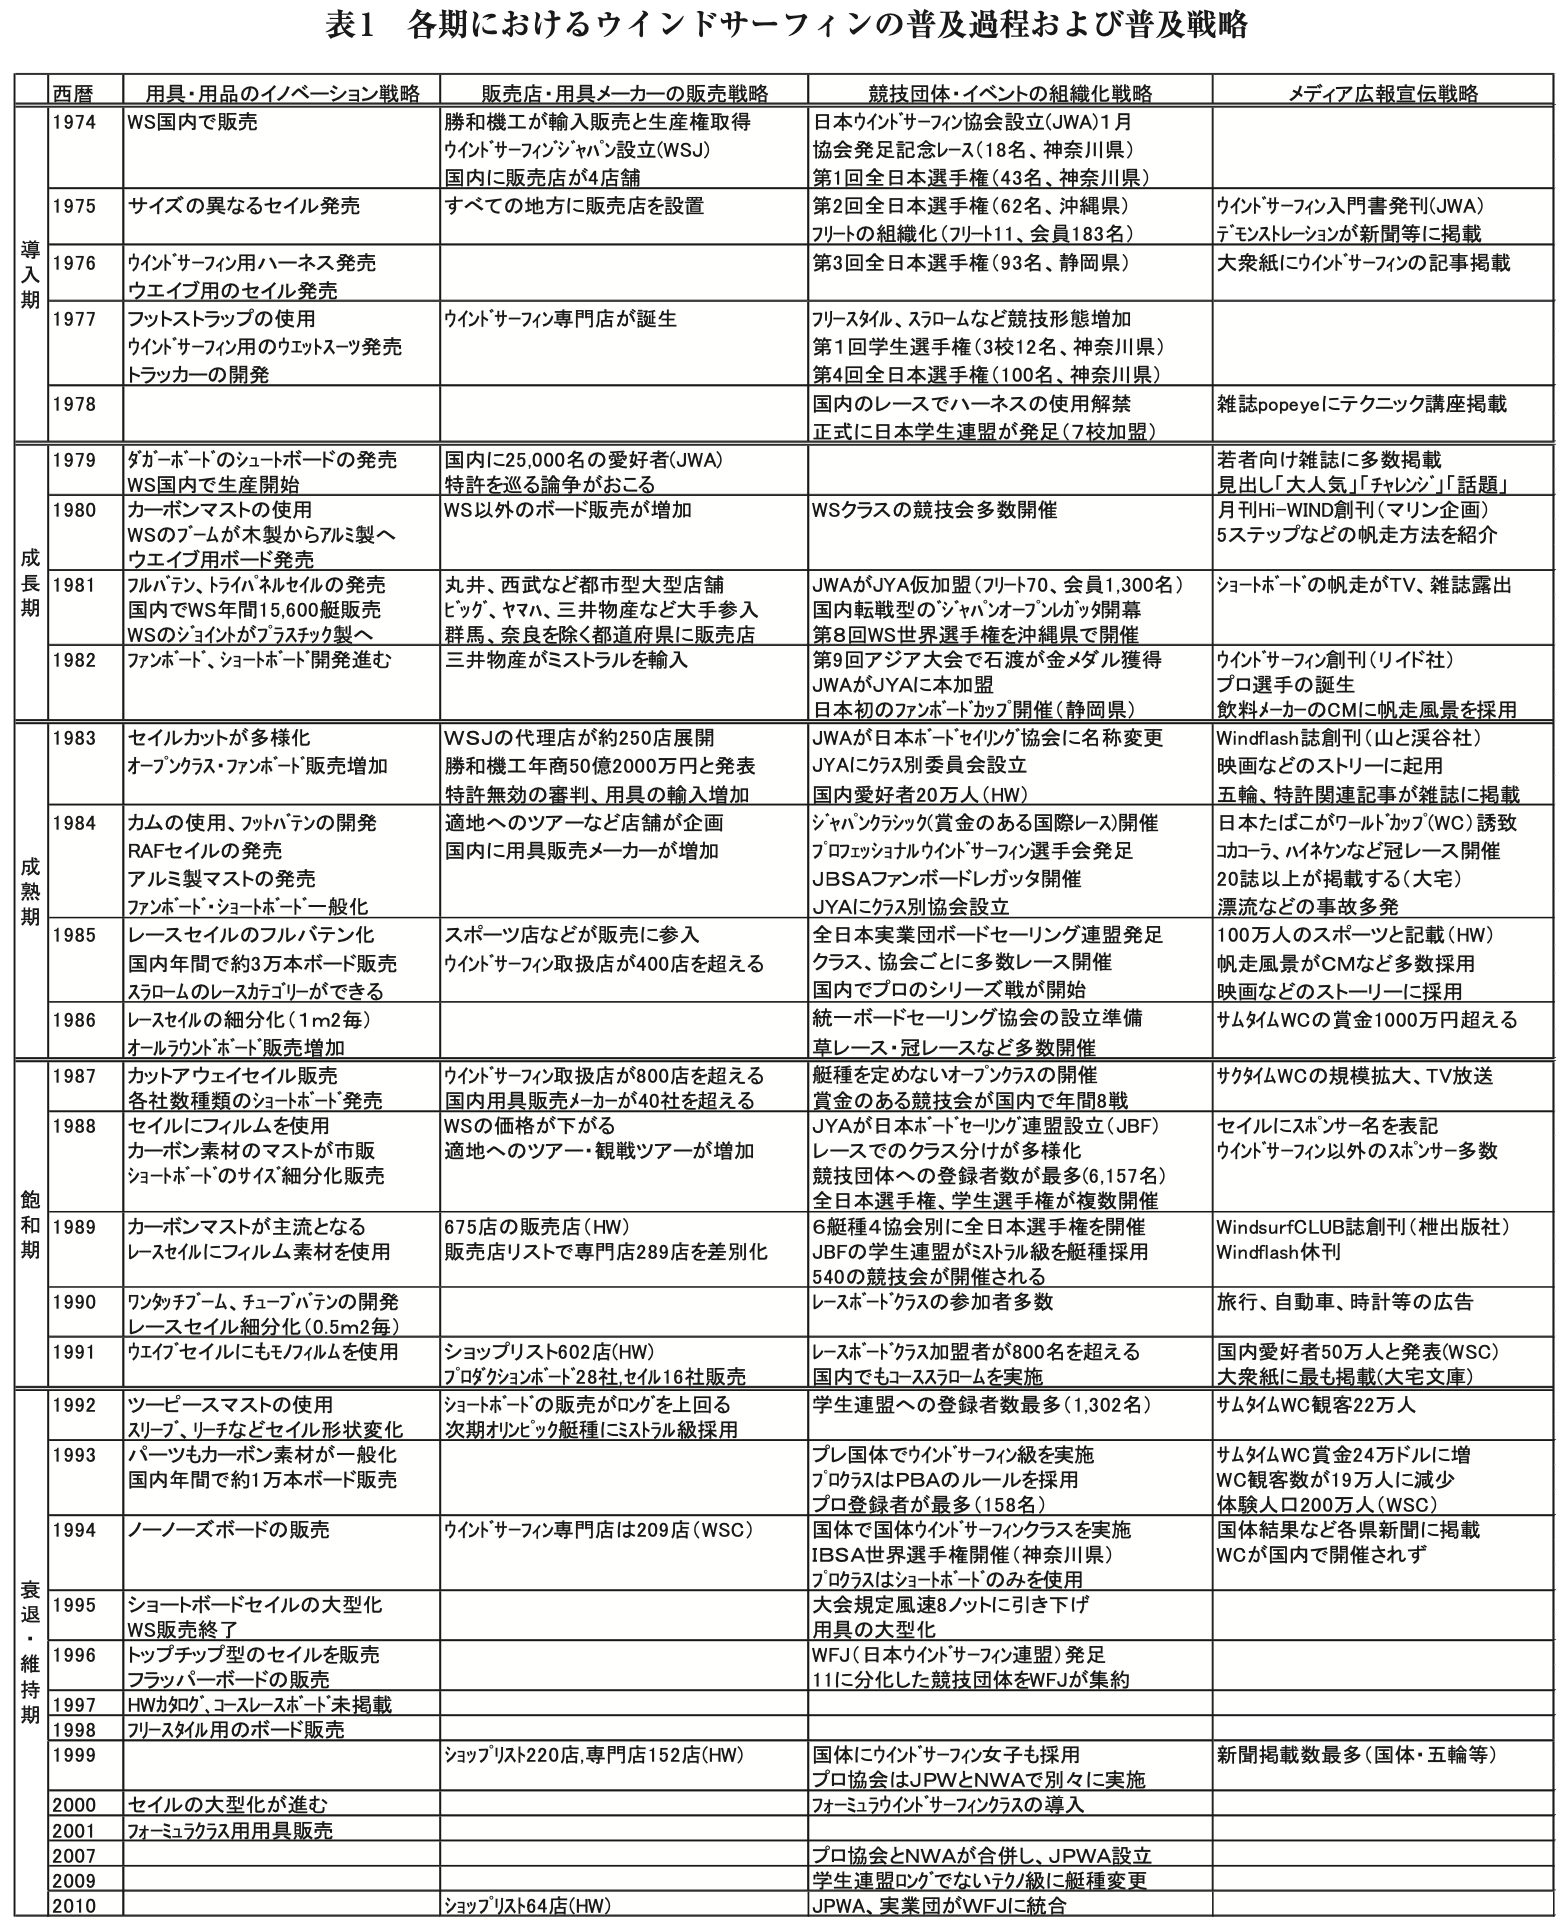 表1 各期におけるウインドサーフィンの普及過程および普及戦略
西暦 用具・用品のイノベーション戦略 販売店・用具メーカーの販売戦略 競技団体・イベントの組織化戦略 メディア広報宣伝戦略
導入期
1974 WS国内で販売 勝和機工が輸入販売と生産権取得 日本ウインドサーフィン協会設立(JWA)1月
ウインドサーフィンジャパン設立(WSJ) 協会発足記念レース(18名、神奈川県)
国内に販売店が4店舗 第1回全日本選手権(43名、神奈川県)
1975 サイズの異なるセイル発売 すべての地方に販売店を設置 第2回全日本選手権(62名、沖縄県) ウインドサーフィン入門書発刊(JWA)
フリートの組織化(フリート11、会員183名) デモンストレーションが新聞等に掲載
1976 ウインドサーフィン用ハーネス発売 第3回全日本選手権(93名、静岡県) 大衆紙にウインドサーフィンの記事掲載
ウエイブ用のセイル発売
1977 フットストラップの使用 ウインドサーフィン専門店が誕生 フリースタイル、スラロームなど競技形態増加
ウインドサーフィン用のウエットスーツ発売 第1回学生選手権(3校12名、神奈川県)
トラッカーの開発 第4回全日本選手権(100名、神奈川県)
1978 国内のレースでハーネスの使用解禁 雑誌popeyeにテクニック講座掲載
正式に日本学生連盟が発足(7校加盟)
成長期
1979 ダガーボードのシュートボードの発売 国内に25,000名の愛好者(JWA) 若者向け雑誌に多数掲載
WS国内で生産開始 特許を巡る論争がおこる 見出し「大人気」「チャレンジ」「話題」
1980 カーボンマストの使用 WS以外のボード販売が増加 WSクラスの競技会多数開催 月刊Hi-WIND創刊(マリン企画)
WSのブームが木製からアルミ製へ 5ステップなどの帆走方法を紹介
ウエイブ用ボード発売
1981 フルバテン、トライパネルセイルの発売 丸井、西武など都市型大型店舗 JWAがJYA仮加盟(フリート70、会員1,300名) ショートボードの帆走がTV、雑誌露出
国内でWS年間15,600艇販売 ビッグ、ヤマハ、三井物産など大手参入 国内転戦型のジャパンオープンレガッタ開幕
WSのジョイントがプラスチック製へ 群馬、奈良を除く都道府県に販売店 第8回WS世界選手権を沖縄県で開催
1982 ファンボード、ショートボード開発進む 三井物産がミストラルを輸入 第9回アジア大会で石渡が金メダル獲得 ウインドサーフィン創刊(リイド社)
JWAがJYAに本加盟 プロ選手の誕生
日本初のファンボードカップ開催(静岡県) 飲料メーカーのCMに帆走風景を採用
成熟期
1983 セイルカットが多様化 WSJの代理店が約250店展開 JWAが日本ボードセイリング協会に名称変更 Windflash誌創刊(山と渓谷社)
オープンクラス・ファンボード販売増加 勝和機工年商50億2000万円と発表 JYAにクラス別委員会設立 映画などのストリーに起用
特許無効の審判、用具の輸入増加 国内愛好者20万人(HW) 五輪、特許関連記事が雑誌に掲載
1984 カムの使用、フットバテンの開発 適地へのツアーなど店舗が企画 ジャパンクラシック(賞金のある国際レース)開催 日本たばこがワールドカップ(WC)誘致
RAFセイルの発売 国内に用具販売メーカーが増加 プロフェッショナルウインドサーフィン選手会発足 コカコーラ、ハイネケンなど冠レース開催
アルミ製マストの発売 JBSAファンボードレガッタ開催 20誌以上が掲載する(大宅)
ファンボード・ショートボード一般化 JYAにクラス別協会設立 漂流などの事故多発
1985 レースセイルのフルバテン化 スポーツ店などが販売に参入 全日本実業団ボードセーリング連盟発足 100万人のスポーツと記載(HW)
国内年間で約3万本ボード販売 ウインドサーフィン取扱店が400店を超える クラス、協会ごとに多数レース開催 帆走風景がCMなど多数採用
スラロームのレースカテゴリーができる 国内でプロのシリーズ戦が開始 映画などのストーリーに採用
1986 レースセイルの細分化(1m2毎) 統一ボードセーリング協会の設立準備 サムタイムWCの賞金1000万円超える
オールラウンドボード販売増加 草レース・冠レースなど多数開催
飽和期
1987 カットアウェイセイル販売 ウインドサーフィン取扱店が800店を超える 艇種を定めないオープンクラスの開催 サクタイムWCの規模拡大、TV放送
各社数種類のショートボード発売 国内用具販売メーカーが40社を超える 賞金のある競技会が国内で年間8戦
1988 セイルにフィルムを使用 WSの価格が下がる JYAが日本ボードセーリング連盟設立(JBF) セイルにスポンサー名を表記
カーボン素材のマストが市販 適地へのツアー・観戦ツアーが増加 レースでのクラス分けが多様化 ウインドサーフィン以外のスポンサー多数
ショートボードのサイズ細分化販売 競技団体への登録者数が最多(6,157名)
全日本選手権、学生選手権が複数開催
1989 カーボンマストが主流となる 675店の販売店(HW) 6艇種4協会別に全日本選手権を開催 WindsurfCLUB誌創刊(枻出版社)
レースセイルにフィルム素材を使用 販売店リストで専門店289店を差別化 JBFの学生連盟がミストラル級を艇種採用 Windflash休刊
540の競技会が開催される
1990 ワンタッチブーム、チューブバテンの開発 レースボードクラスの参加者多数 旅行、自動車、時計等の広告
レースセイル細分化(0.5m2毎)
1991 ウエイブセイルにもモノフィルムを使用 ショップリスト602店(HW) レースボードクラス加盟者が800名を超える 国内愛好者50万人と発表(WSC)
プロダクションボード28社,セイル16社販売 国内でもコーススラロームを実施 大衆紙に最も掲載(大宅文庫)
衰退・維持期
1992 ツーピースマストの使用 ショートボードの販売がロングを上回る 学生連盟への登録者数最多(1,302名) サムタイムWC観客22万人
スリーブ、リーチなどセイル形状変化 次期オリンピック艇種にミストラル級採用
1993 パーツもカーボン素材が一般化 プレ国体でウインドサーフィン級を実施 サムタイムWC賞金24万ドルに増
国内年間で約1万本ボード販売 プロクラスはPBAのルールを採用 WC観客数が19万人に減少
プロ登録者が最多(158名) 体験人口200万人(WSC)
1994 ノーノーズボードの販売 ウインドサーフィン専門店は209店(WSC) 国体で国体ウインドサーフィンクラスを実施 国体結果など各県新聞に掲載
IBSA世界選手権開催(神奈川県) WCが国内で開催されず
プロクラスはショートボードのみを使用
1995 ショートボードセイルの大型化 大会規定風速8ノットに引き下げ
WS販売終了 用具の大型化
1996 トップチップ型のセイルを販売 WFJ(日本ウインドサーフィン連盟)発足
フラッパーボードの販売 11に分化した競技団体をWFJが集約
1997 HWカタログ、コースレースボード未掲載
1998 フリースタイル用のボード販売
1999 ショップリスト220店,専門店152店(HW) 国体にウインドサーフィン女子も採用 新聞掲載数最多(国体・五輪等)
プロ協会はJPWとNWAで別々に実施
2000 セイルの大型化が進む フォーミュラウインドサーフィンクラスの導入
2001 フォーミュラクラス用用具販売
2007 プロ協会とNWAが合併し、JPWA設立
2009 学生連盟ロングでないテクノ級に艇種変更
2010 ショップリスト64店(HW) JPWA、実業団がWFJに統合